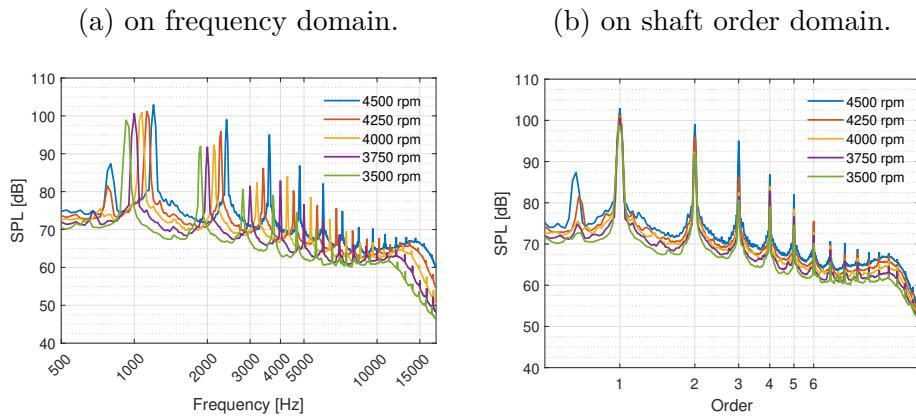 (a) on frequency domain.
(b) on shaft order domain.
110
100
90
80
70
60
50
40
SPL [dB]
4500 rpm
4250 rpm
4000 rpm
3750 rpm
3500 rpm
500
1000
2000
3000
4000
5000
10000
15000
Frequency [Hz]
110
100
90
80
70
60
50
40
SPL [dB]
4500 rpm
4250 rpm
4000 rpm
3750 rpm
3500 rpm
1
2
3
4
5
6
Order